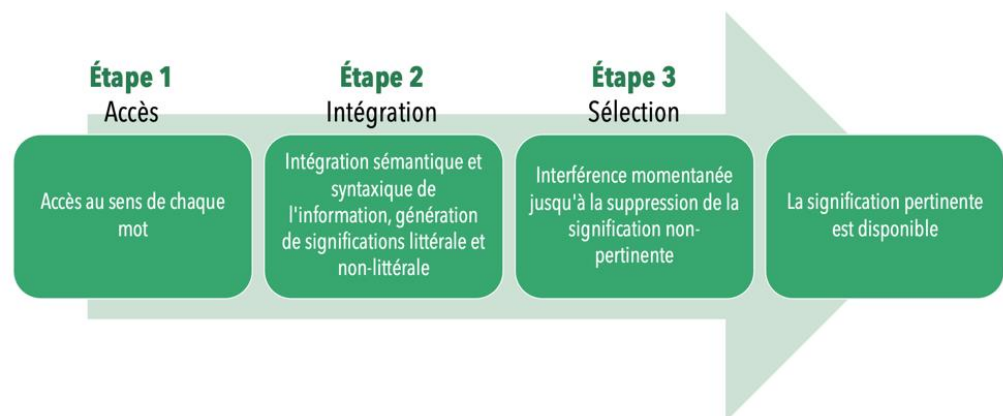 Étape 1
Accès
Accès au sens de chaque
mot
Étape 2
Intégration
Intégration sémantique et
syntaxique de
l'information, génération
de significations littérale et
non-littérale
Étape 3
Sélection
Interférence momentanée
jusqu'à la suppression de la
signification non-
pertinente
La signification pertinente
est disponible